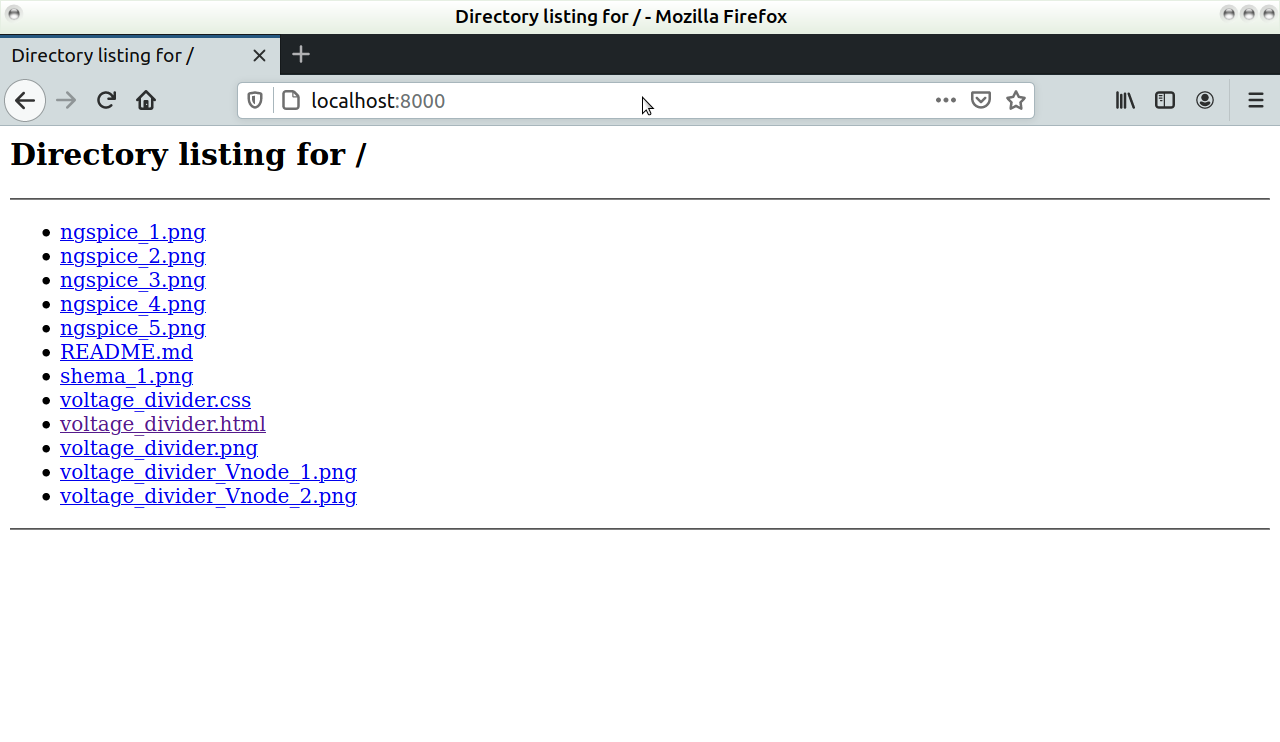 Directory listing for / - Mozilla Firefox
Directory listing for /
localhost:8000
Directory listing for /
ngspice_1.png
ngspice_2.png
ngspice_3.png
ngspice_4.png
ngspice_5.png
README.md
shema_1.png
voltage_divider.css
voltage_divider.html
voltage_divider.png
voltage_divider_Vnode_1.png
voltage_divider_Vnode_2.png